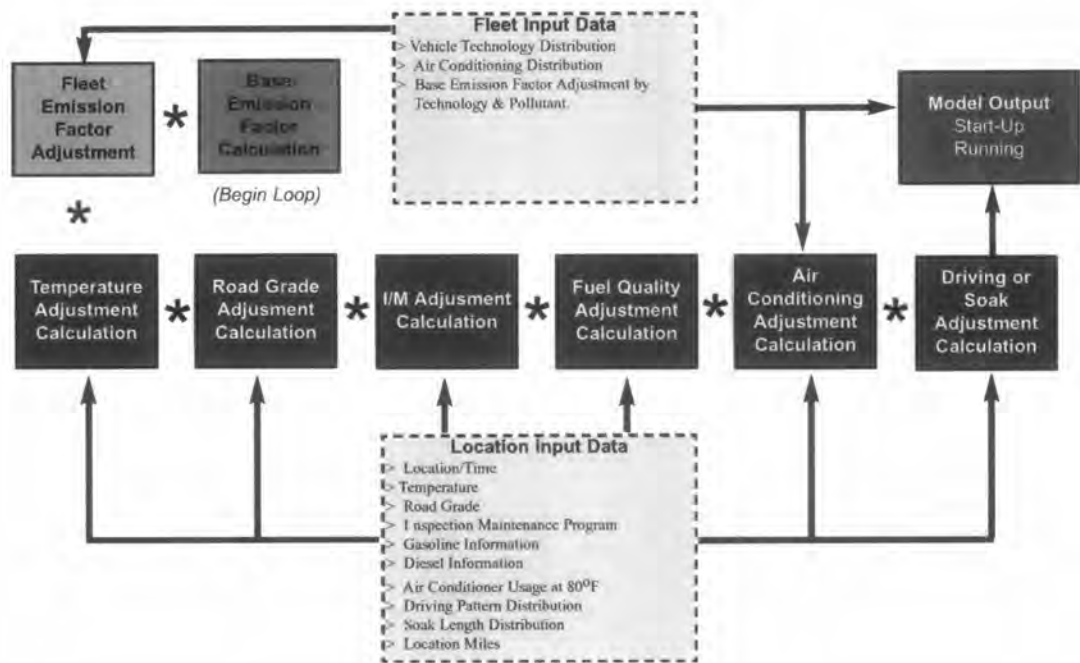 Fleet Input Data
> Vehicle Technology Distribution
> Air Conditioning Distribution
> Base Emission Factor Adjustment by
Technology & Pollutant.
Fleet
Emission
Factor
Adjustment
*
Base
Emission
Factor
Calculation
(Begin Loop)
Model Output
Start-Up
Running
*
Temperature
Adjustment
Calculation
*
Road Grade
Adjusment
Calculation
*
I/M Adjusment
Calculation
*
Fuel Quality
Adjustment
Calculation
*
Air
Conditioning
Adjustment
Calculation
*
Driving or
Soak
Adjustment
Calculation
Location Input Data
> Location/Time
> Temperature
> Road Grade
> Inspection Maintenance Program
> Gasoline Information
> Diesel Information
> Air Conditioner Usage at 80⁰F
> Driving Pattern Distribution
> Soak Length Distribution
> Location Miles